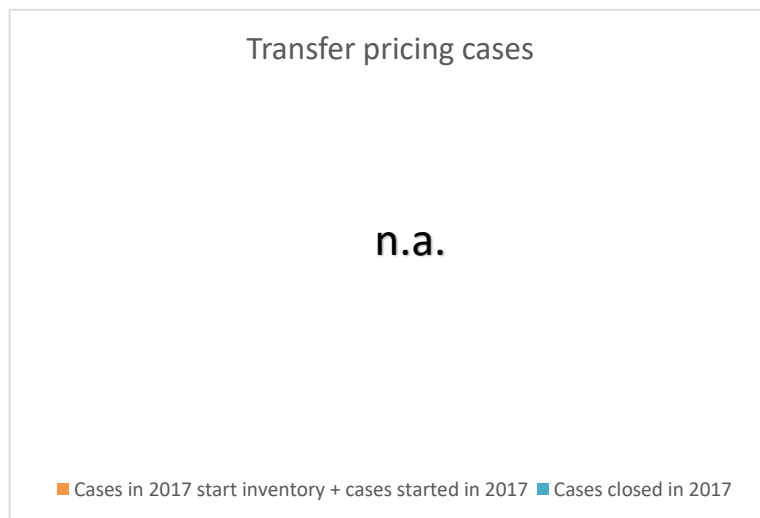 Transfer pricing cases
n.a.
Cases in 2017 start inventory + cases started in 2017 Cases closed in 2017